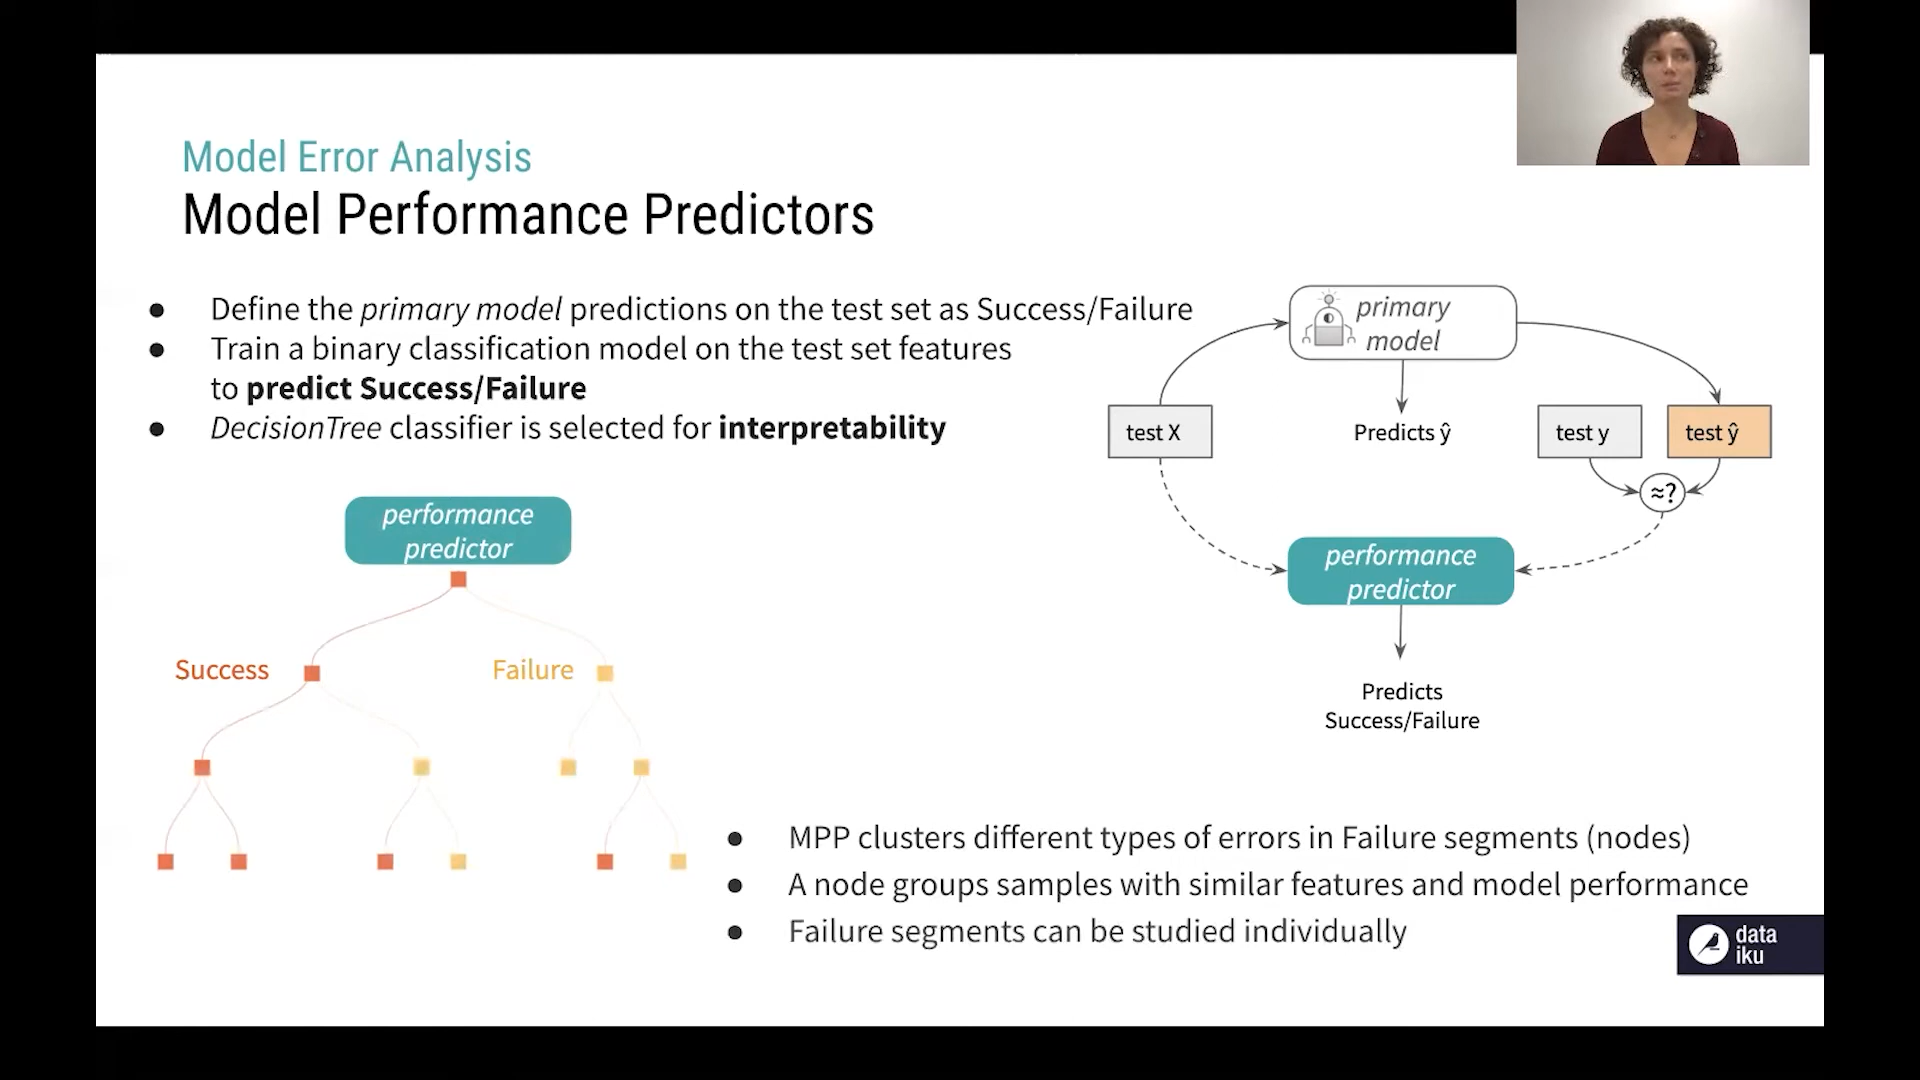 Model Error Analysis
Model Performance Predictors
● Define the primary model predictions on the test set as Success/Failure
● Train a binary classification model on the test set features
to predict Success/Failure
● DecisionTree classifier is selected for interpretability
primary
model
test X
Predicts ŷ
test y
test ŷ
≈?
performance
predictor
Predicts
Success/Failure
performance
predictor
Success
Failure
● MPP clusters different types of errors in Failure segments (nodes)
● A node groups samples with similar features and model performance
● Failure segments can be studied individually
data
iku